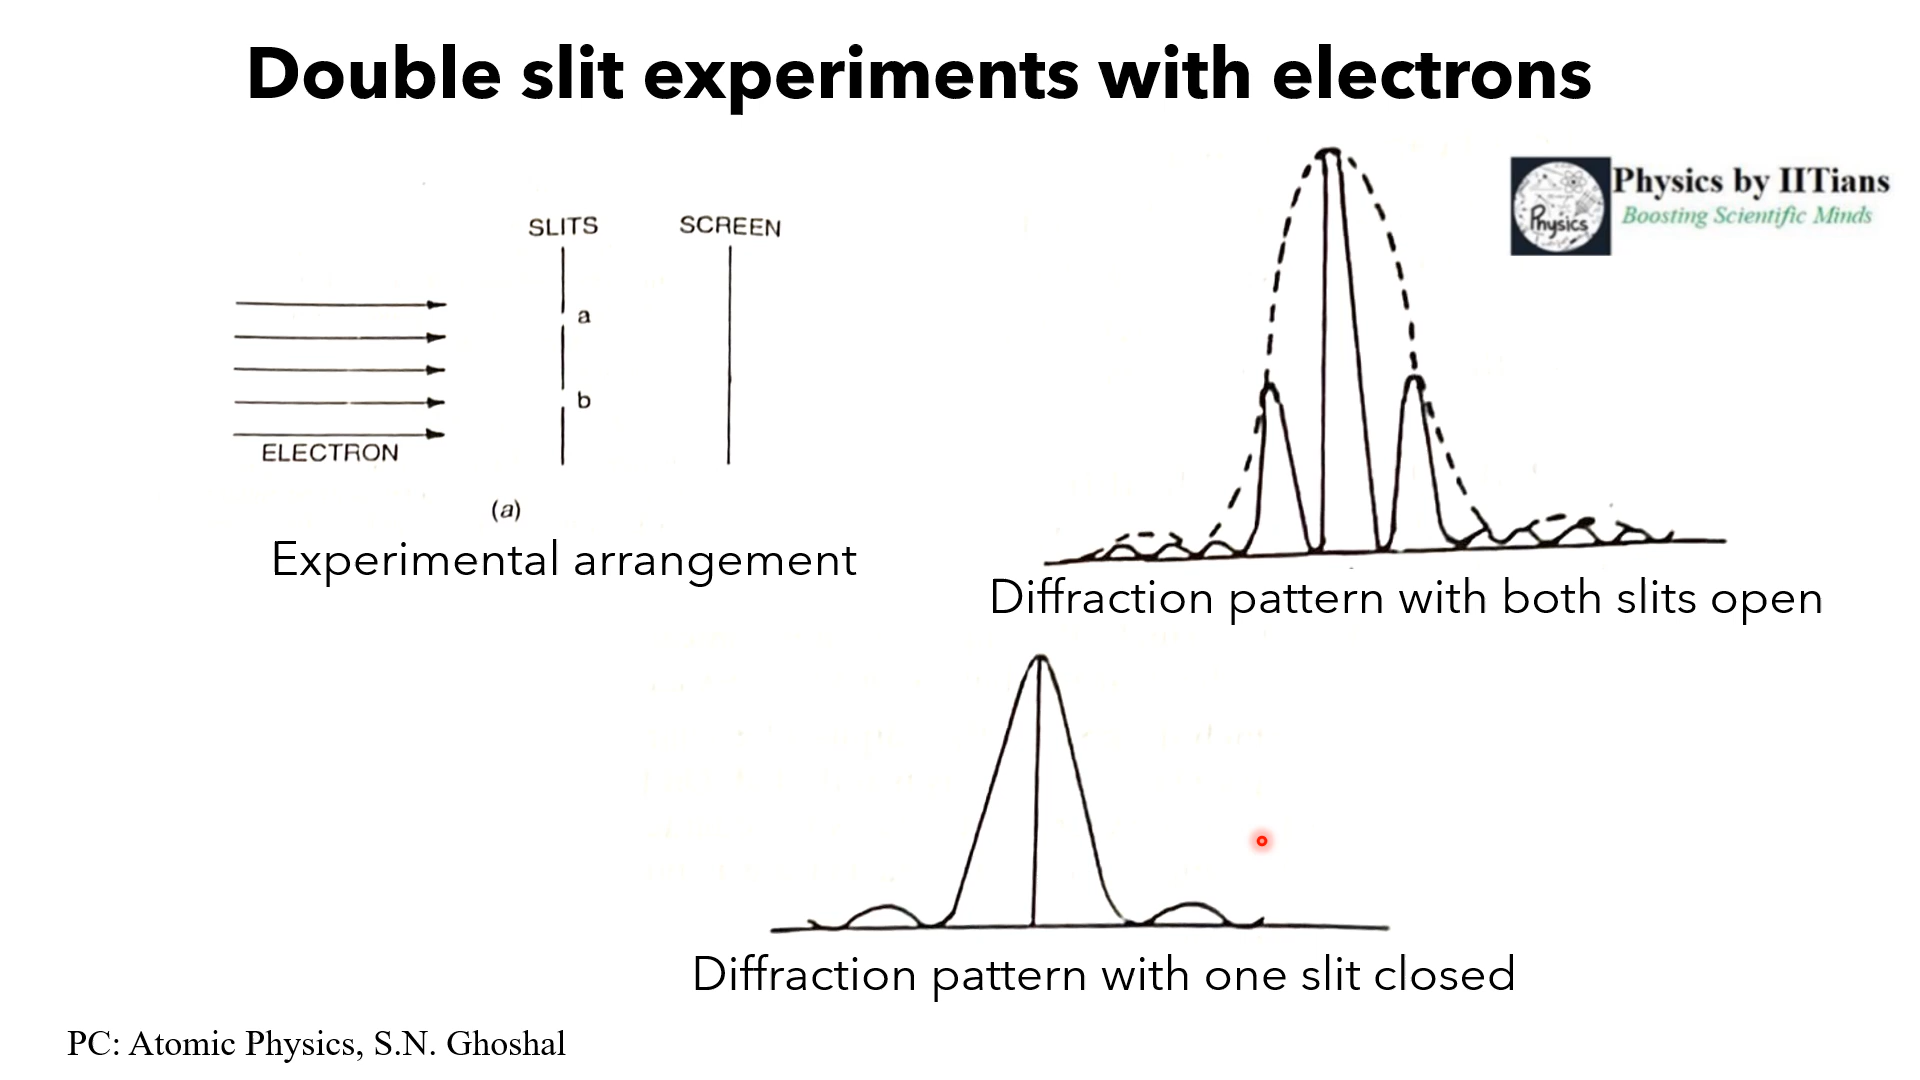 Double slit experiments with electrons
Physics by IITians
Boosting Scientific Minds
Physics
SLITS
SCREEN
a
b
ELECTRON
(a)
Experimental arrangement
Diffraction pattern with both slits open
Diffraction pattern with one slit closed
PC: Atomic Physics, S.N. Ghoshal